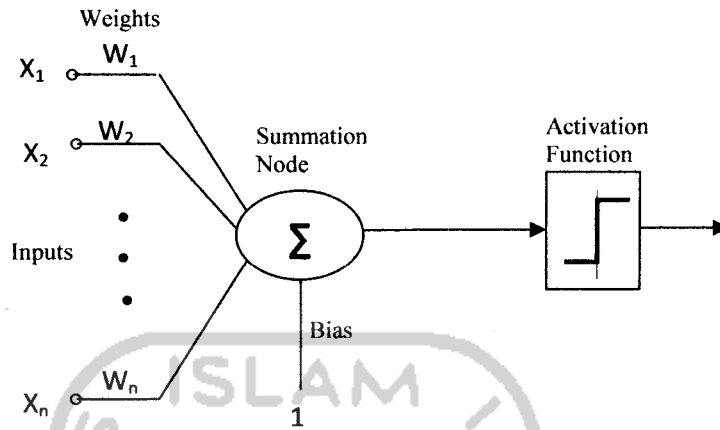 Weights
X₁ W₁
X₂ W₂
Summation
Node
Activation
Function
Σ
Inputs
Bias
Xₙ Wₙ
1
ISLAM